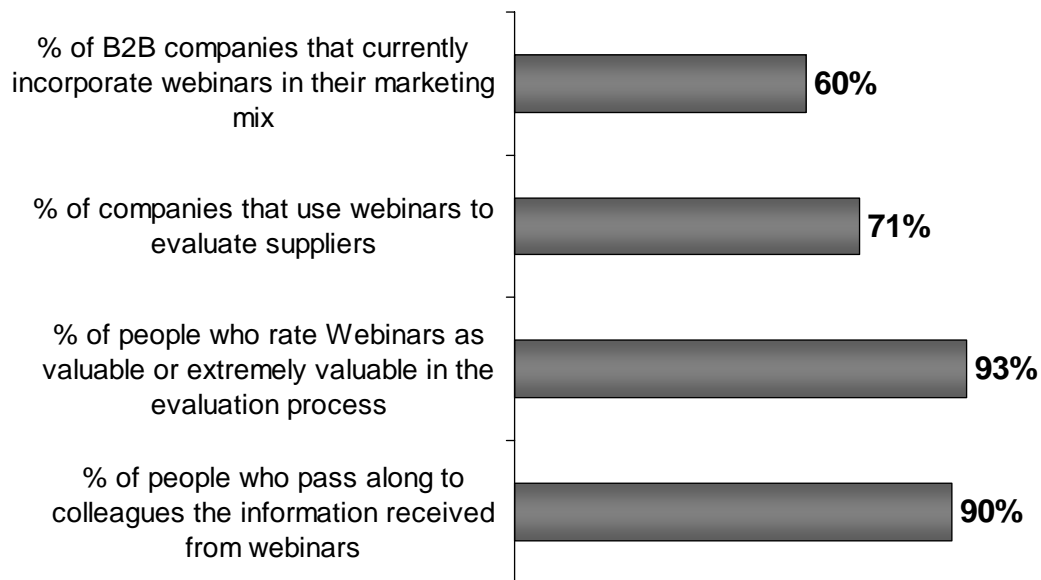 % of B2B companies that currently
incorporate webinars in their marketing
mix
60%
% of companies that use webinars to
evaluate suppliers
71%
% of people who rate Webinars as
valuable or extremely valuable in the
evaluation process
93%
% of people who pass along to
colleagues the information received
from webinars
90%